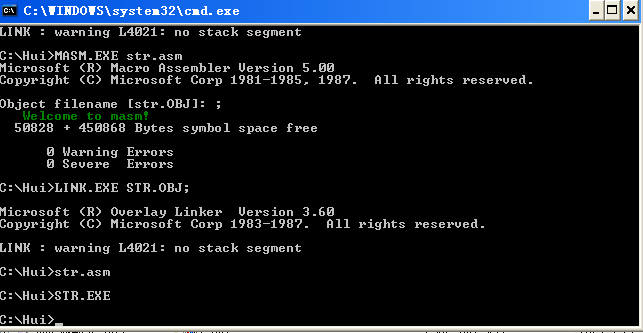 C:\WINDOWS\system32\cmd.exe
LINK : warning L4021: no stack segment
C:\Hui>MASM.EXE str.asm
Microsoft (R) Macro Assembler Version 5.00
Copyright (C) Microsoft Corp 1981-1985, 1987.  All rights reserved.
Object filename [str.OBJ]: ;
Welcome to masm!
50828 + 450868 Bytes symbol space free
0 Warning Errors
0 Severe  Errors
C:\Hui>LINK.EXE STR.OBJ;
Microsoft (R) Overlay Linker  Version 3.60
Copyright (C) Microsoft Corp 1983-1987.  All rights reserved.
LINK : warning L4021: no stack segment
C:\Hui>str.asm
C:\Hui>STR.EXE
C:\Hui>_